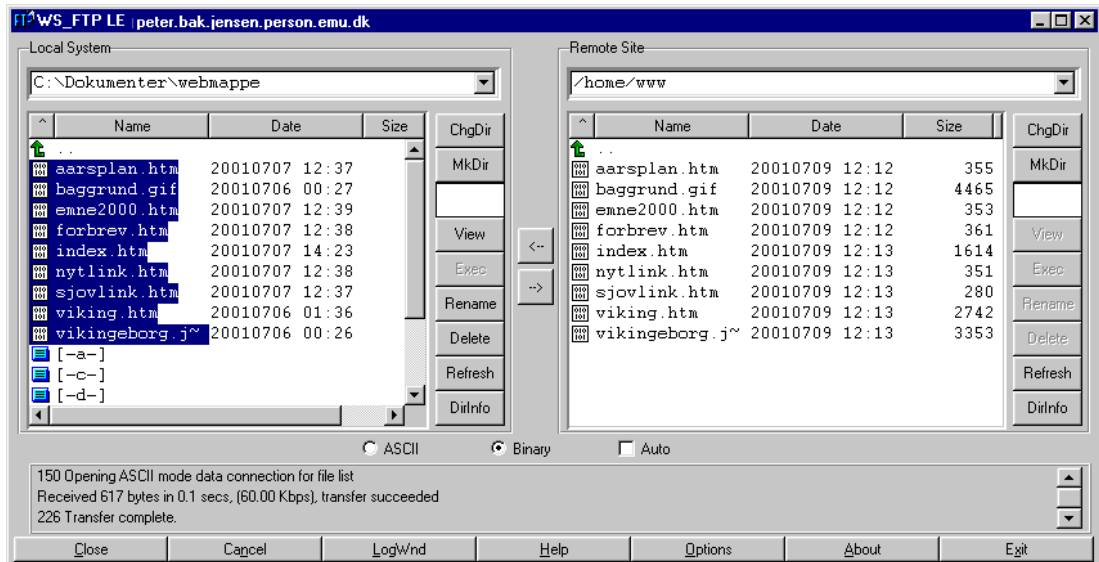 WS_FTP LE peter.bak.jensen.person.emu.dk
Local System
C:\Dokumenter\webmappe
^ Name Date Size
..
aarsplan.htm 20010707 12:37
baggrund.gif 20010706 00:27
emne2000.htm 20010707 12:39
forbrev.htm 20010707 12:38
index.htm 20010707 14:23
nytlink.htm 20010707 12:38
sjovlink.htm 20010707 12:37
viking.htm 20010706 01:36
vikingeborg.j~ 20010706 00:26
[-a-]
[-c-]
[-d-]
ChgDir
MkDir
View
Exec
Rename
Delete
Refresh
DirInfo
<--
-->
Remote Site
/home/www
^ Name Date Size
..
aarsplan.htm 20010709 12:12 355
baggrund.gif 20010709 12:12 4465
emne2000.htm 20010709 12:12 353
forbrev.htm 20010709 12:12 361
index.htm 20010709 12:13 1614
nytlink.htm 20010709 12:13 351
sjovlink.htm 20010709 12:13 280
viking.htm 20010709 12:13 2742
vikingeborg.j~ 20010709 12:13 3353
ChgDir
MkDir
View
Exec
Rename
Delete
Refresh
DirInfo
ASCII Binary Auto
150 Opening ASCII mode data connection for file list
Received 617 bytes in 0.1 secs, (60.00 Kbps), transfer succeeded
226 Transfer complete.
Close Cancel LogWnd Help Options About Exit